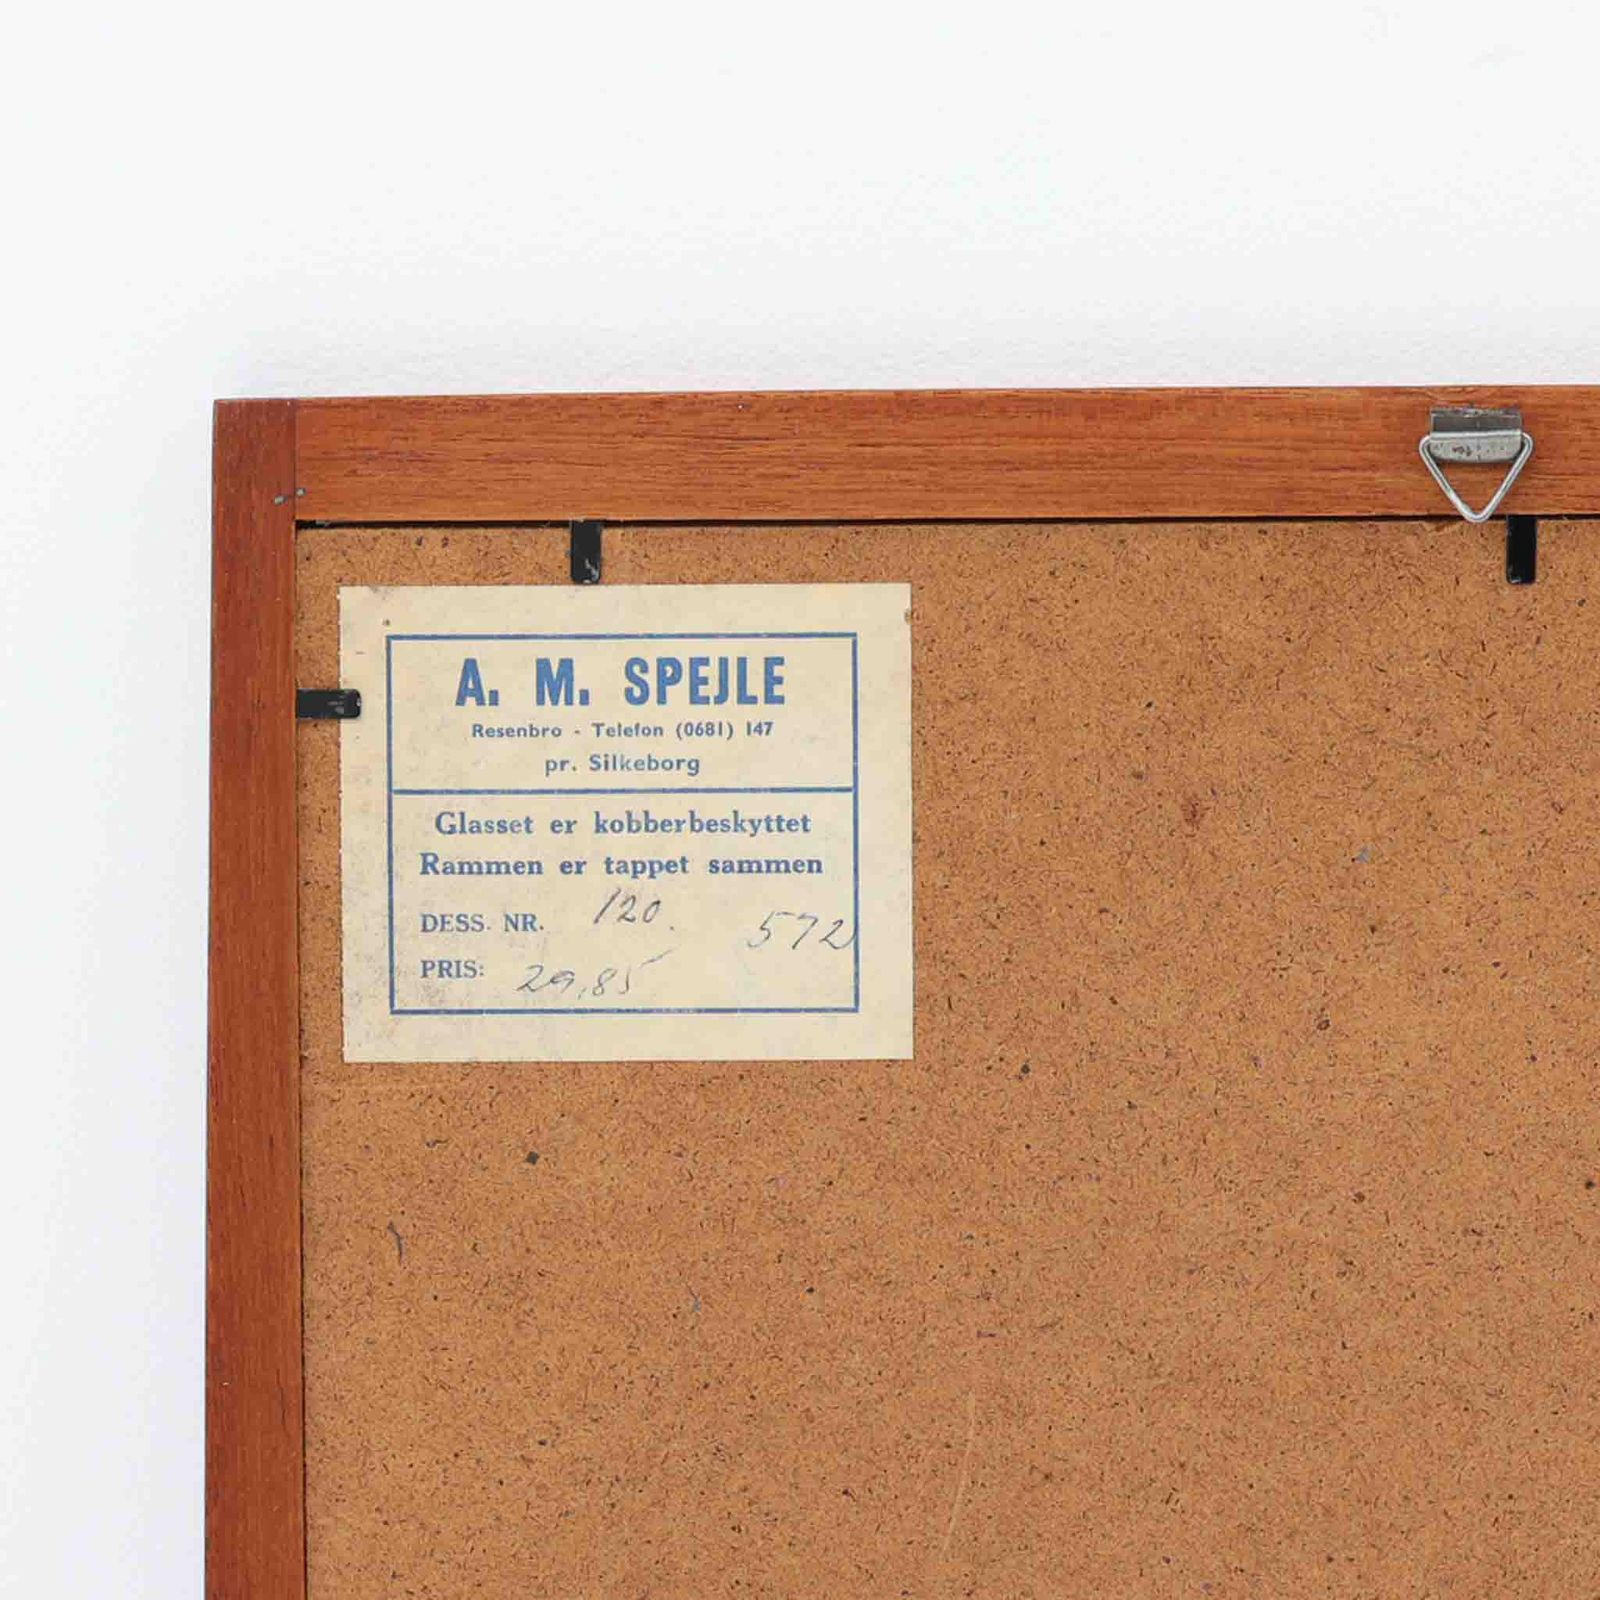 A. M. SPEJLE
Resenbro - Telefon (0681) 147
pr. Silkeborg
Glasset er kobberbeskyttet
Rammen er tappet sammen
DESS. NR. 120. 572
PRIS: 29,85